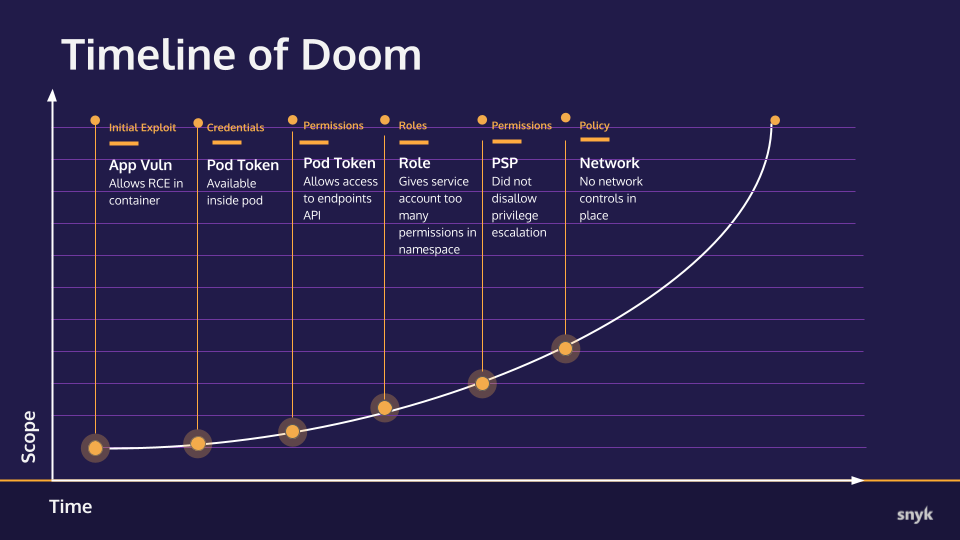 Timeline of Doom
Initial Exploit
App Vuln
Allows RCE in
container
Credentials
Pod Token
Available
inside pod
Permissions
Pod Token
Allows access
to endpoints
API
Roles
Role
Gives service
account too
many
permissions in
namespace
Permissions
PSP
Did not
disallow
privilege
escalation
Policy
Network
No network
controls in
place
Scope
Time
snyk